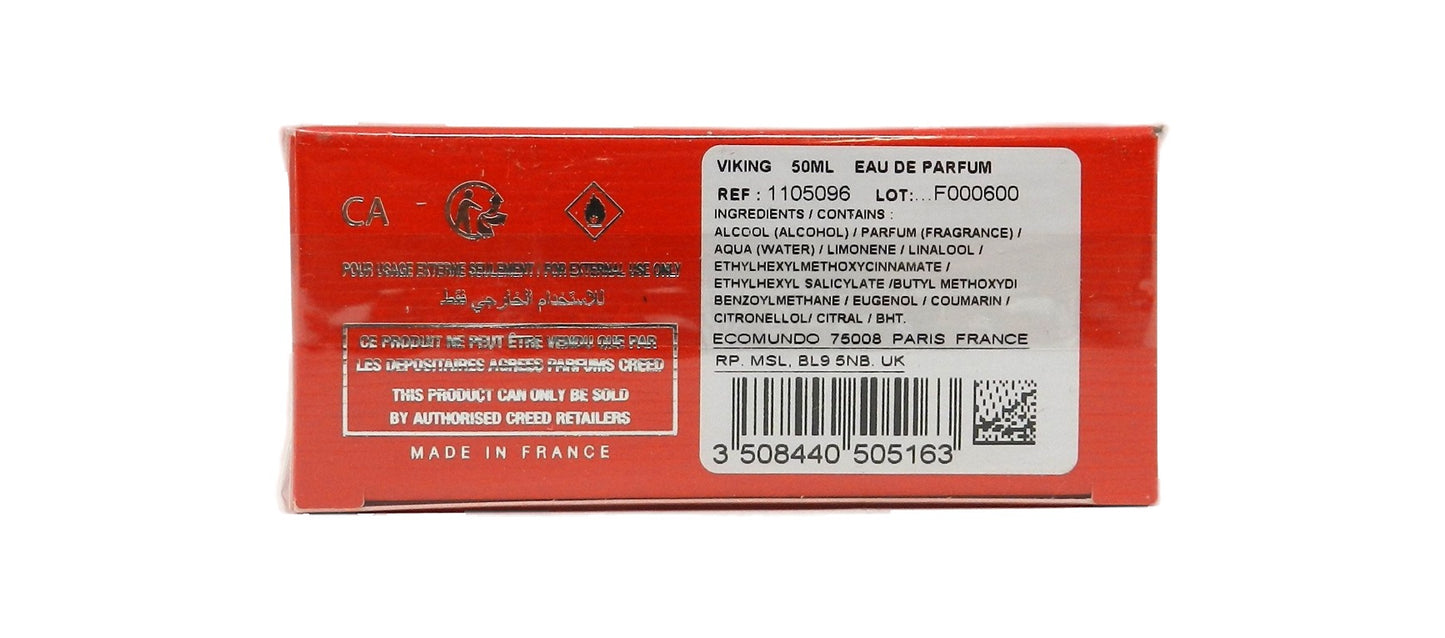 CA
POUR USAGE EXTERNE SEULEMENT . FOR EXTERNAL USE ONLY
للاستخدام الخارجي فقط
CE PRODUIT NE PEUT ÊTRE VENDU QUE PAR
LES DEPOSITAIRES AGREES PARFUMS CREED
THIS PRODUCT CAN ONLY BE SOLD
BY AUTHORISED CREED RETAILERS
MADE IN FRANCE
VIKING 50ML EAU DE PARFUM
REF : 1105096 LOT:...F000600
INGREDIENTS / CONTAINS :
ALCOOL (ALCOHOL) / PARFUM (FRAGRANCE) /
AQUA (WATER) / LIMONENE / LINALOOL /
ETHYLHEXYLMETHOXYCINNAMATE /
ETHYLHEXYL SALICYLATE /BUTYL METHOXYDI
BENZOYLMETHANE / EUGENOL / COUMARIN /
CITRONELLOL/ CITRAL / BHT.
ECOMUNDO 75008 PARIS FRANCE
RP. MSL, BL9 5NB. UK
3 508440 505163